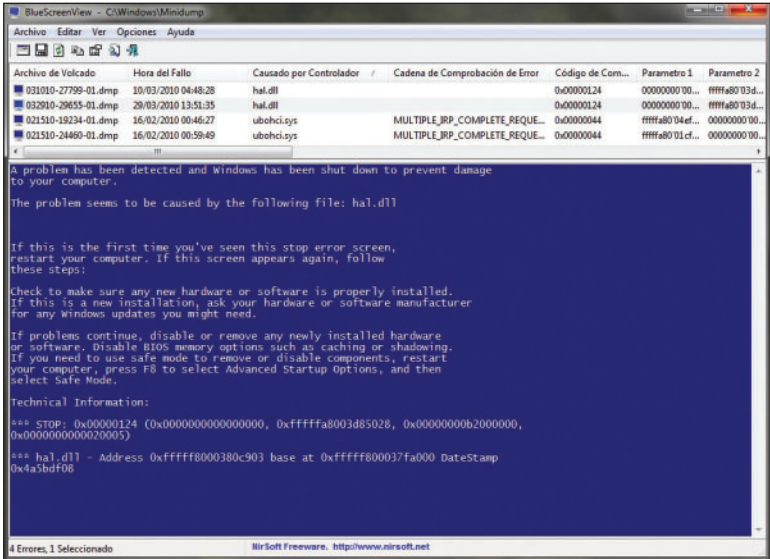 BlueScreenView - C:\Windows\Minidump
Archivo Editar Ver Opciones Ayuda
Archivo de Volcado Hora del Fallo Causado por Controlador / Cadena de Comprobación de Error Código de Com... Parametro 1 Parametro 2
031010-27799-01.dmp 10/03/2010 04:48:28 hal.dll 0x00000124 00000000'00... fffffa80'03d...
032910-29655-01.dmp 29/03/2010 13:51:35 hal.dll 0x00000124 00000000'00... fffffa80'03d...
021510-19234-01.dmp 16/02/2010 00:46:27 ubohci.sys MULTIPLE_IRP_COMPLETE_REQUE... 0x00000044 fffffa80'04ef... 00000000'00...
021510-24460-01.dmp 16/02/2010 00:59:49 ubohci.sys MULTIPLE_IRP_COMPLETE_REQUE... 0x00000044 fffffa80'01cf... 00000000'00...
A problem has been detected and Windows has been shut down to prevent damage
to your computer.
The problem seems to be caused by the following file: hal.dll
If this is the first time you've seen this stop error screen,
restart your computer. If this screen appears again, follow
these steps:
Check to make sure any new hardware or software is properly installed.
If this is a new installation, ask your hardware or software manufacturer
for any Windows updates you might need.
If problems continue, disable or remove any newly installed hardware
or software. Disable BIOS memory options such as caching or shadowing.
If you need to use safe mode to remove or disable components, restart
your computer, press F8 to select Advanced Startup Options, and then
select Safe Mode.
Technical Information:
*** STOP: 0x00000124 (0x0000000000000000, 0xfffffa8003d85028, 0x00000000b2000000,
0x0000000000020005)
*** hal.dll - Address 0xfffff8000380c903 base at 0xfffff800037fa000 DateStamp
0x4a5bdf08
4 Errores, 1 Seleccionado NirSoft Freeware. http://www.nirsoft.net